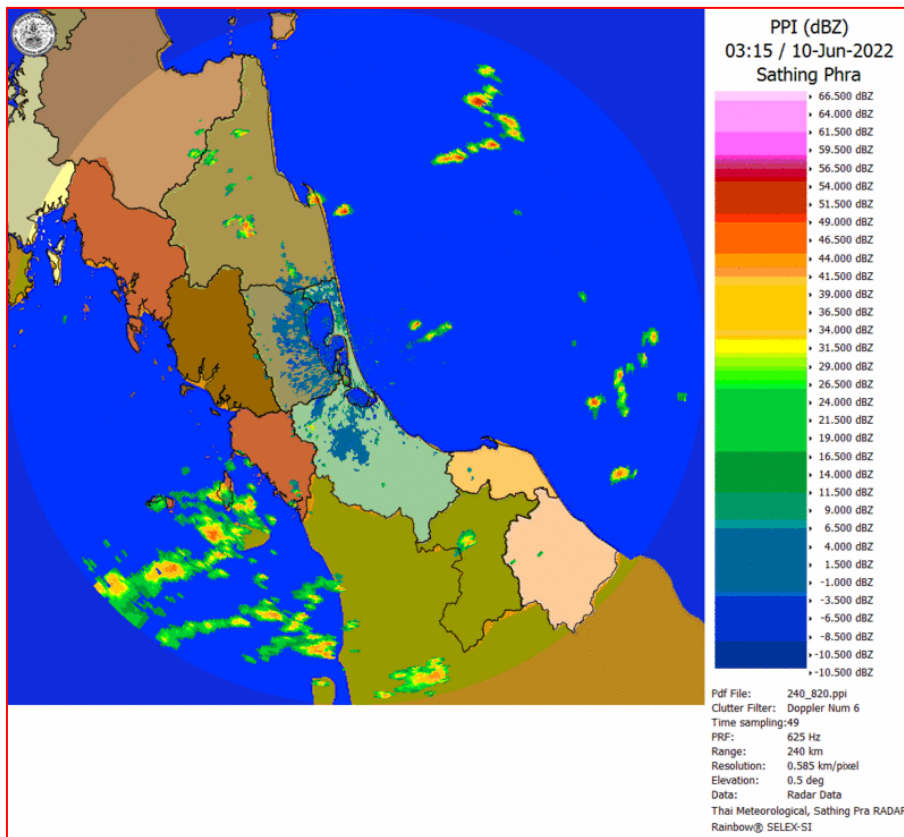 PPI (dBZ)
03:15 / 10-Jun-2022
Sathing Phra
66.500 dBZ
64.000 dBZ
61.500 dBZ
59.500 dBZ
56.500 dBZ
54.000 dBZ
51.500 dBZ
49.000 dBZ
46.500 dBZ
44.000 dBZ
41.500 dBZ
39.000 dBZ
36.500 dBZ
34.000 dBZ
31.500 dBZ
29.000 dBZ
26.500 dBZ
24.000 dBZ
21.500 dBZ
19.000 dBZ
16.500 dBZ
14.000 dBZ
11.500 dBZ
9.000 dBZ
6.500 dBZ
4.000 dBZ
1.500 dBZ
-1.000 dBZ
-3.500 dBZ
-8.500 dBZ
-10.500 dBZ
-10.500 dBZ
Pdf File: 240_820.ppi
Clutter Filter: Doppler Num 6
Time sampling:49
PRF: 625 Hz
Range: 240 km
Resolution: 0.585 km/pixel
Elevation: 0.5 deg
Data: Radar Data
Thai Meteorological, Sathing Pra RADAR
Rainbow® SELEX-SI